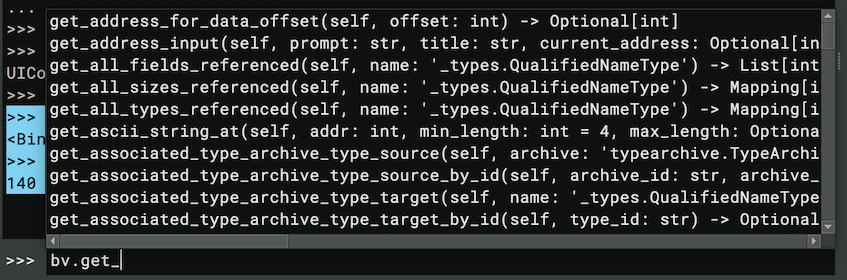 ...
>>>
get_address_for_data_offset(self, offset: int) -> Optional[int]
>>>
get_address_input(self, prompt: str, title: str, current_address: Optional[in
UICo
get_all_fields_referenced(self, name: '_types.QualifiedNameType') -> List[int
>>>
get_all_sizes_referenced(self, name: '_types.QualifiedNameType') -> Mapping[i
>>>
get_all_types_referenced(self, name: '_types.QualifiedNameType') -> Mapping[i
<Bin
get_ascii_string_at(self, addr: int, min_length: int = 4, max_length: Optiona
>>>
get_associated_type_archive_type_source(self, archive: 'typearchive.TypeArchi
140
get_associated_type_archive_type_source_by_id(self, archive_id: str, archive_
get_associated_type_archive_type_target(self, name: '_types.QualifiedNameType
get_associated_type_archive_type_target_by_id(self, type_id: str) -> Optional
>>> bv.get_